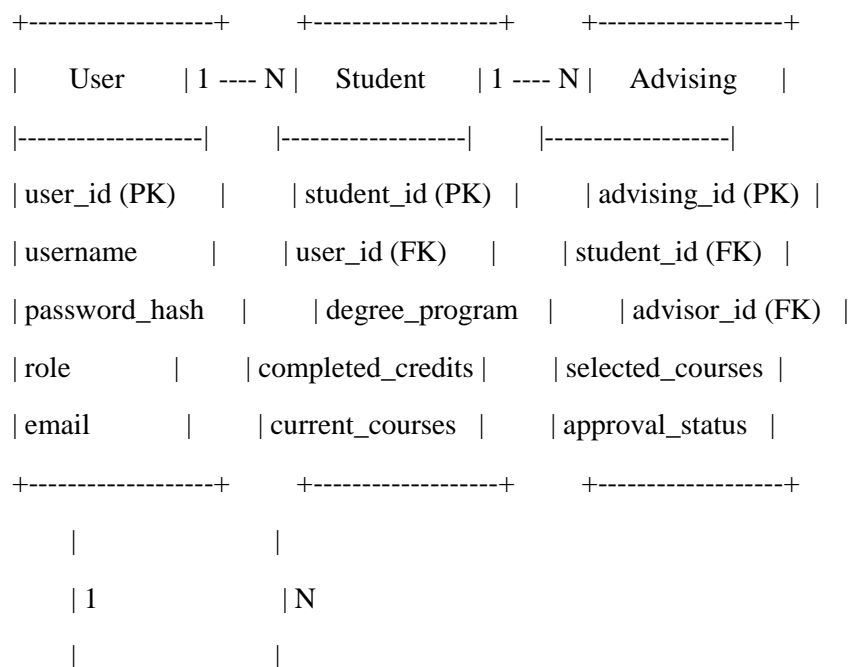 +------------------+ +------------------+ +------------------+
| User | 1 ---- N | Student | 1 ---- N | Advising |
|------------------| |------------------| |------------------|
| user_id (PK) | | student_id (PK) | | advising_id (PK) |
| username | | user_id (FK) | | student_id (FK) |
| password_hash | | degree_program | | advisor_id (FK) |
| role | | completed_credits | | selected_courses |
| email | | current_courses | | approval_status |
+------------------+ +------------------+ +------------------+
| |
| 1 | N
| |